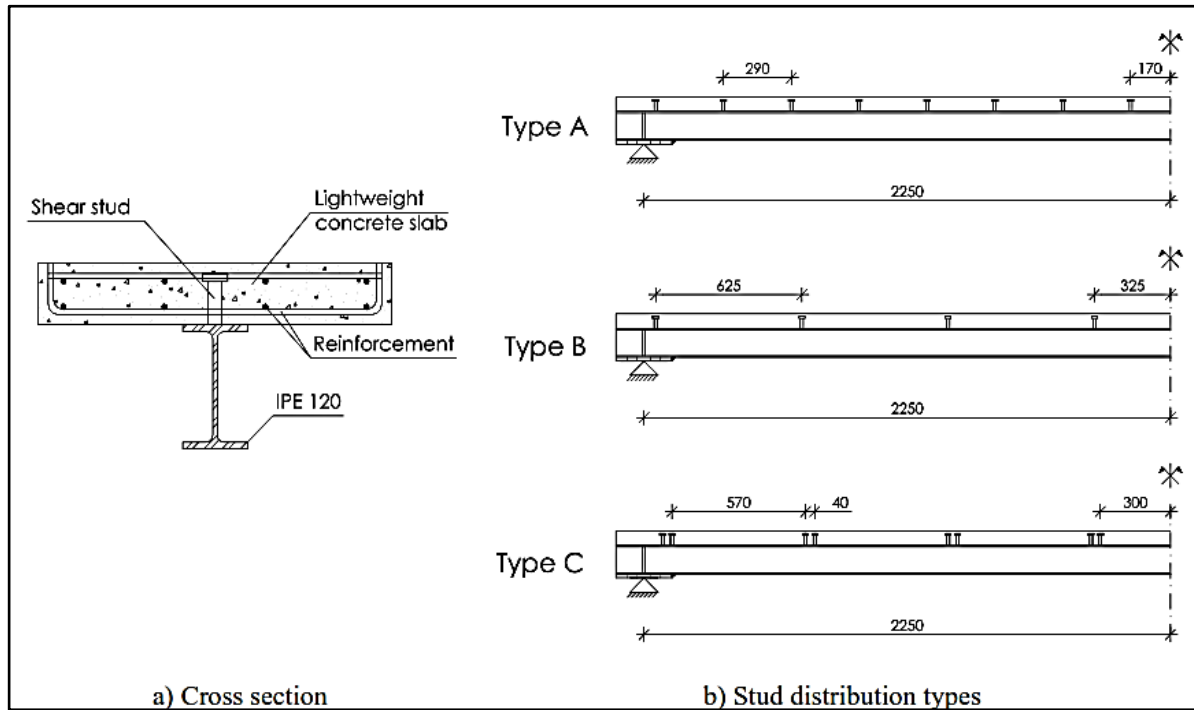 Shear stud
Lightweight
concrete slab
Reinforcement
IPE 120
a) Cross section
Type A
290
170
2250
Type B
625
325
2250
Type C
570
40
300
2250
b) Stud distribution types